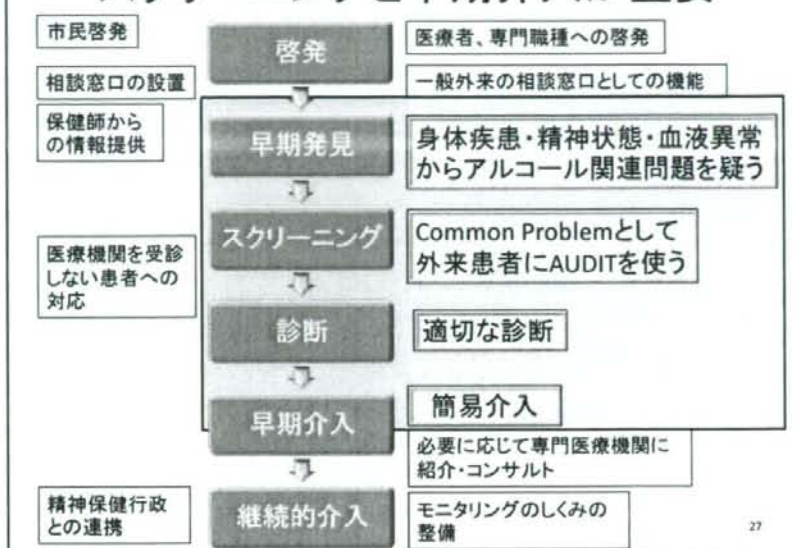 市民啓発
啓発
医療者、専門職種への啓発
相談窓口の設置
一般外来の相談窓口としての機能
保健師から
の情報提供
早期発見
身体疾患・精神状態・血液異常
からアルコール関連問題を疑う
スクリーニング
Common Problemとして
外来患者にAUDITを使う
医療機関を受診
しない患者への
対応
診断
適切な診断
早期介入
簡易介入
必要に応じて専門医療機関に
紹介・コンサルト
精神保健行政
との連携
継続的介入
モニタリングのしくみの
整備
27